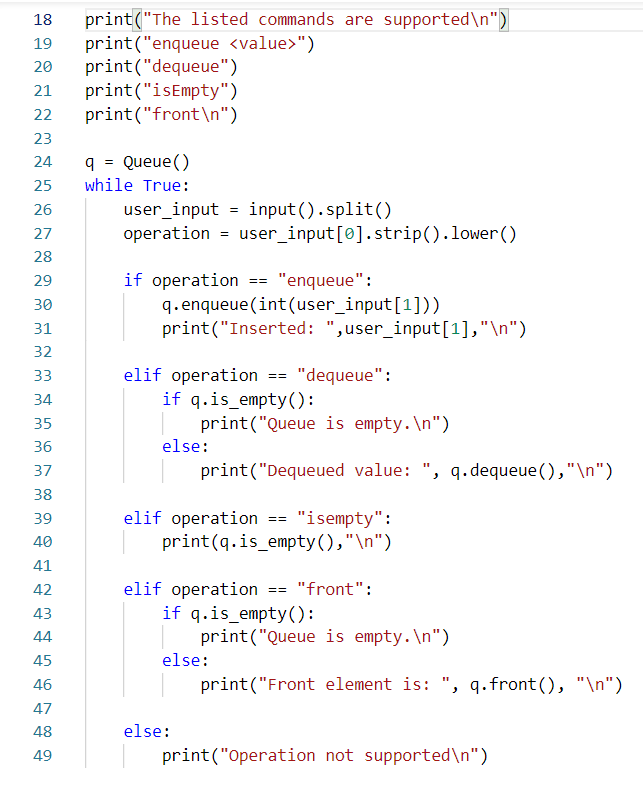 18 print("The listed commands are supported\n")
19 print("enqueue <value>")
20 print("dequeue")
21 print("isEmpty")
22 print("front\n")
23
24 q = Queue()
25 while True:
26     user_input = input().split()
27     operation = user_input[0].strip().lower()
28
29     if operation == "enqueue":
30         q.enqueue(int(user_input[1]))
31         print("Inserted: ",user_input[1],"\n")
32
33     elif operation == "dequeue":
34         if q.is_empty():
35             print("Queue is empty.\n")
36         else:
37             print("Dequeued value: ", q.dequeue(),"\n")
38
39     elif operation == "isempty":
40         print(q.is_empty(),"\n")
41
42     elif operation == "front":
43         if q.is_empty():
44             print("Queue is empty.\n")
45         else:
46             print("Front element is: ", q.front(), "\n")
47
48     else:
49         print("Operation not supported\n")